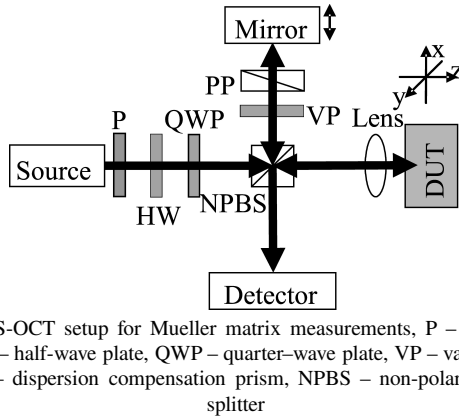 Mirror
x
PP
z
y
QWP
VP
P
Lens
Source
DUT
NPBS
HW
Detector
S-OCT setup for Mueller matrix measurements, P –
– half-wave plate, QWP – quarter–wave plate, VP – va
– dispersion compensation prism, NPBS – non-polar
splitter